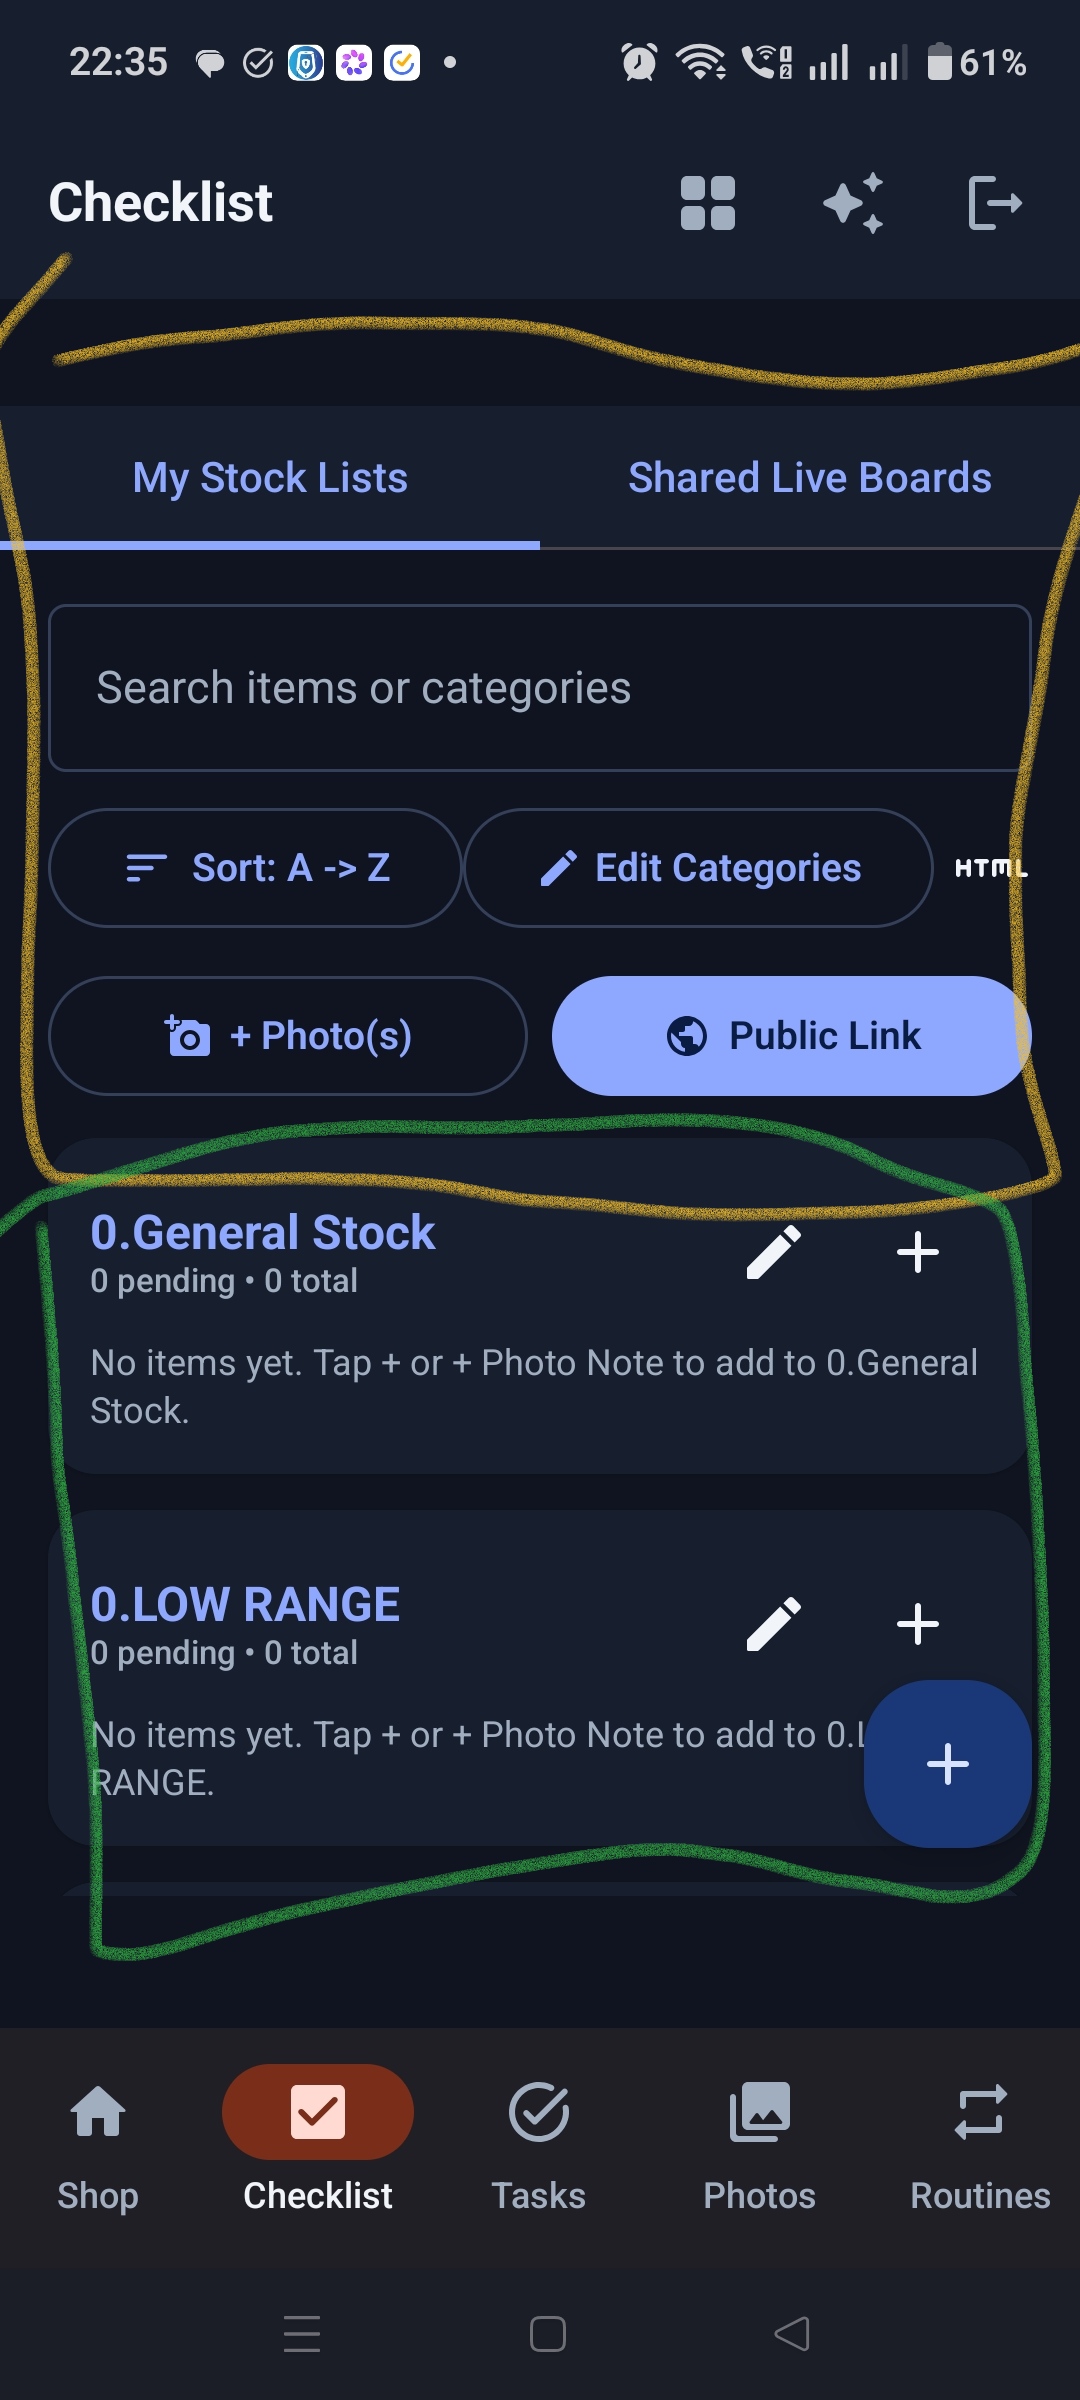 22:35
61%
Checklist
My Stock Lists
Shared Live Boards
Search items or categories
Sort: A -> Z
Edit Categories
HTML
+ Photo(s)
Public Link
0.General Stock
0 pending • 0 total
No items yet. Tap + or + Photo Note to add to 0.General
Stock.
0.LOW RANGE
0 pending • 0 total
No items yet. Tap + or + Photo Note to add to
RANGE.
Shop
Checklist
Tasks
Photos
Routines